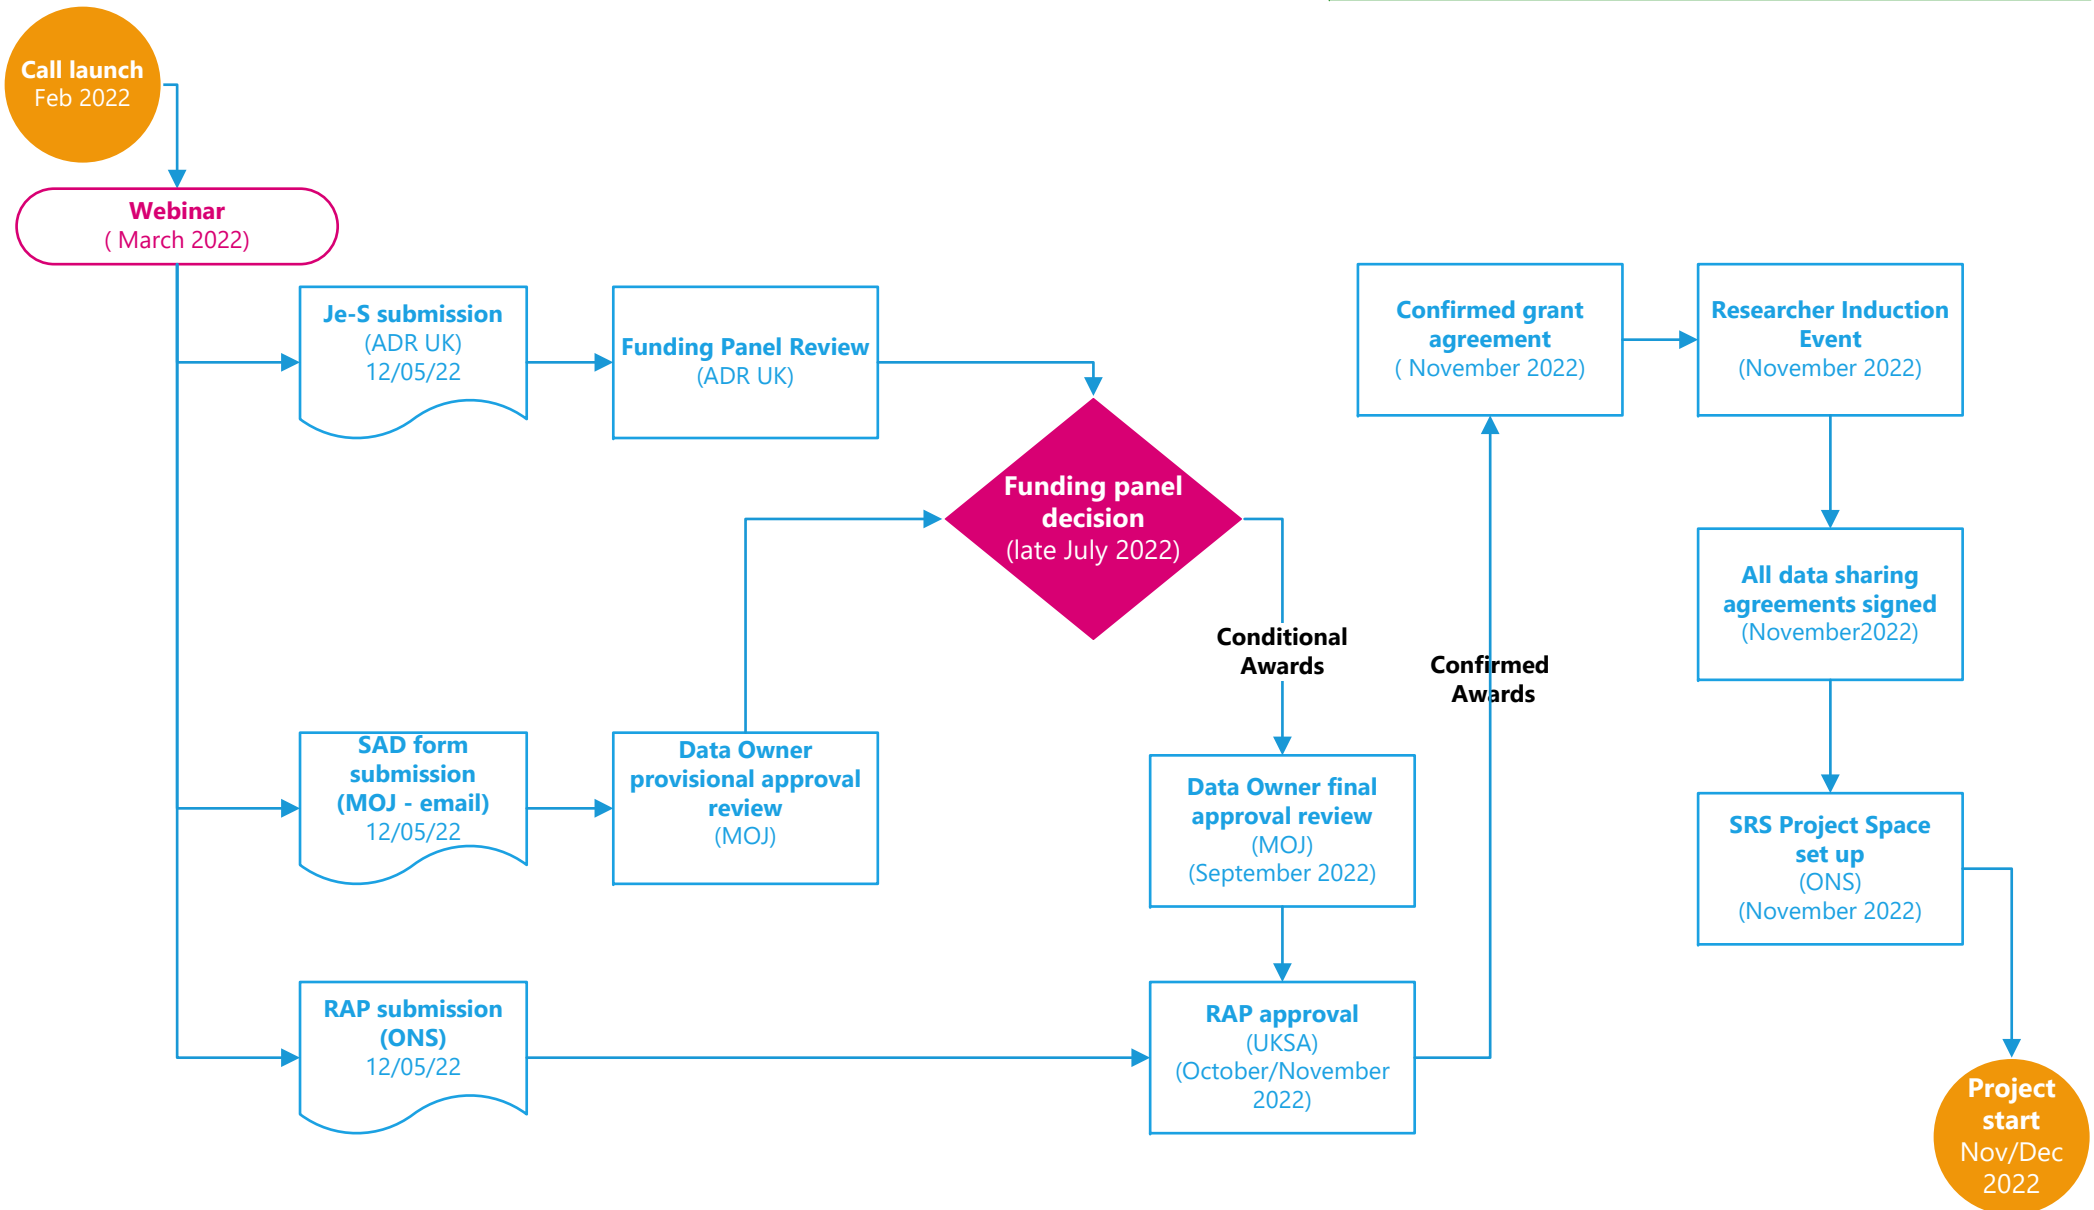 Call launch
Feb 2022
Webinar
( March 2022)
Je-S submission
(ADR UK)
12/05/22
Funding Panel Review
(ADR UK)
Confirmed grant
agreement
( November 2022)
Researcher Induction
Event
(November 2022)
Funding panel
decision
(late July 2022)
All data sharing
agreements signed
(November2022)
Conditional
Awards
Confirmed
Awards
SAD form
submission
(MOJ - email)
12/05/22
Data Owner
provisional approval
review
(MOJ)
Data Owner final
approval review
(MOJ)
(September 2022)
SRS Project Space
set up
(ONS)
(November 2022)
RAP submission
(ONS)
12/05/22
RAP approval
(UKSA)
(October/November
2022)
Project
start
Nov/Dec
2022